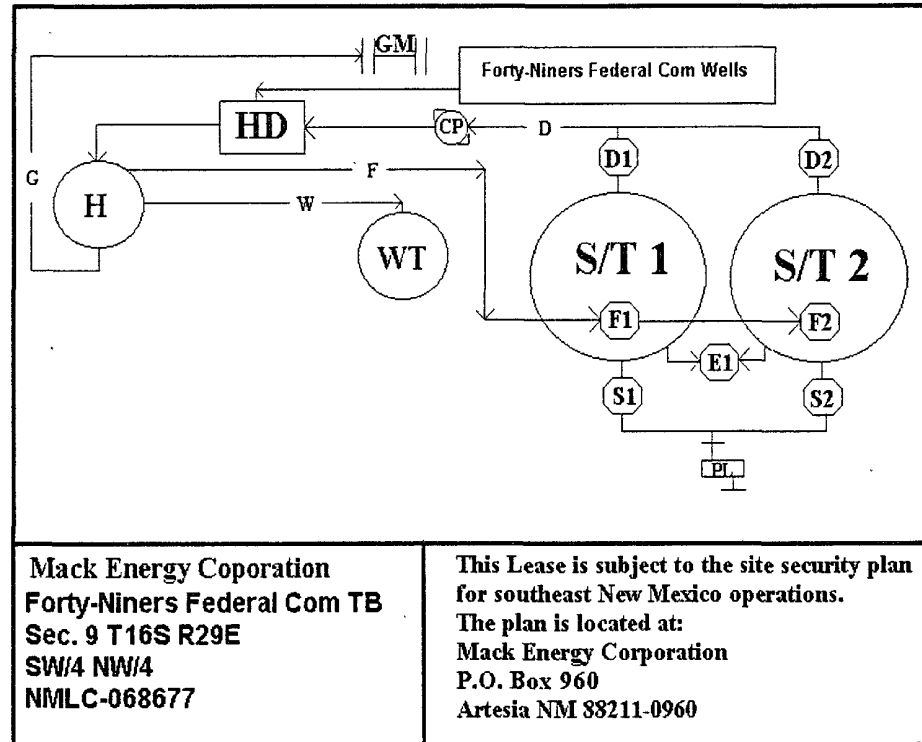 GM
Forty-Niners Federal Com Wells
HD
CP
D
D1
D2
G
F
H
W
WT
S/T 1
S/T 2
F1
F2
E1
S1
S2
PL
Mack Energy Coporation
Forty-Niners Federal Com TB
Sec. 9 T16S R29E
SW/4 NW/4
NMLC-068677
This Lease is subject to the site security plan
for southeast New Mexico operations.
The plan is located at:
Mack Energy Corporation
P.O. Box 960
Artesia NM 88211-0960